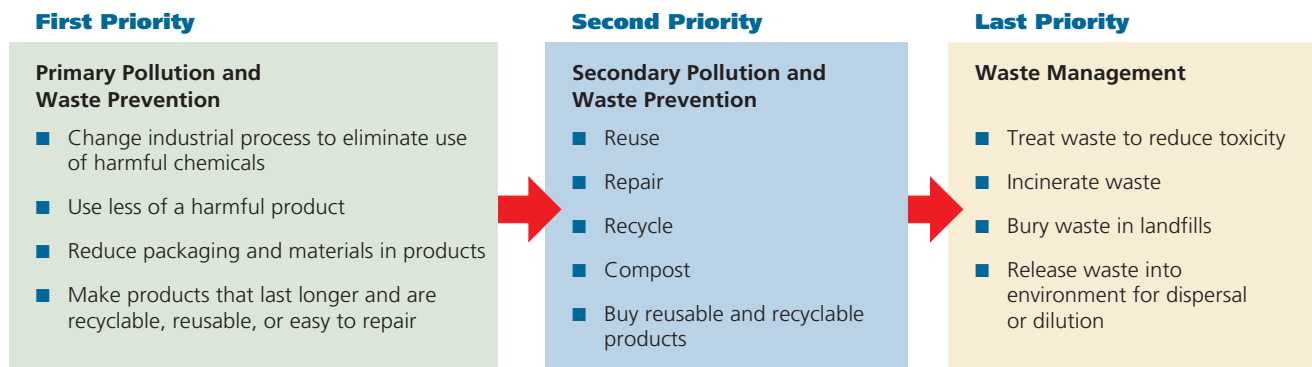 First Priority
Primary Pollution and
Waste Prevention
■ Change industrial process to eliminate use
of harmful chemicals
■ Use less of a harmful product
■ Reduce packaging and materials in products
■ Make products that last longer and are
recyclable, reusable, or easy to repair
Second Priority
Secondary Pollution and
Waste Prevention
■ Reuse
■ Repair
■ Recycle
■ Compost
■ Buy reusable and recyclable
products
Last Priority
Waste Management
■ Treat waste to reduce toxicity
■ Incinerate waste
■ Bury waste in landfills
■ Release waste into
environment for dispersal
or dilution